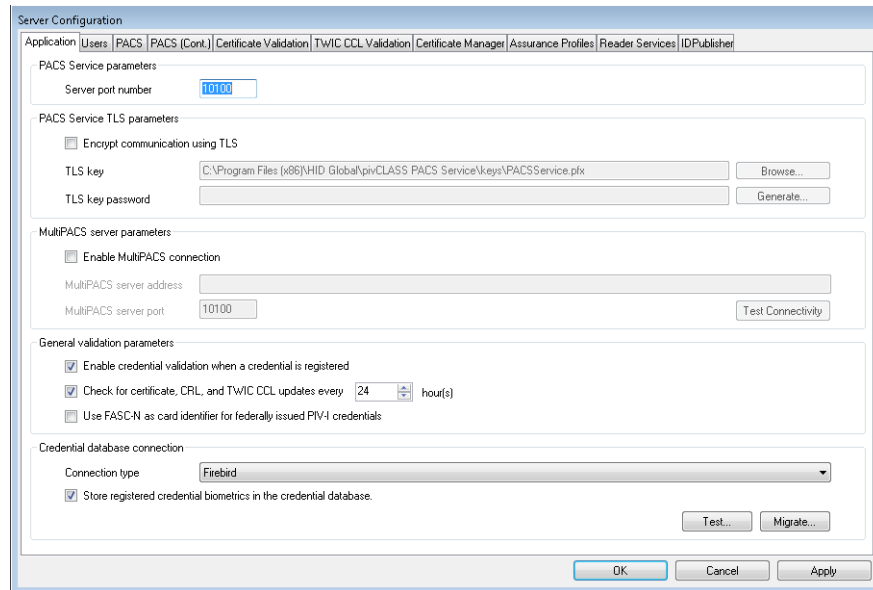 Server Configuration
Application Users PACS PACS (Cont.) Certificate Validation TWIC CCL Validation Certificate Manager Assurance Profiles Reader Services IDPublisher
PACS Service parameters
Server port number 10100
PACS Service TLS parameters
Encrypt communication using TLS
TLS key C:\Program Files (x86)\HID Global\pivCLASS PACS Service\keys\PACSService.pfx Browse...
TLS key password Generate...
MultiPACS server parameters
Enable MultiPACS connection
MultiPACS server address
MultiPACS server port 10100 Test Connectivity
General validation parameters
Enable credential validation when a credential is registered
Check for certificate, CRL, and TWIC CCL updates every 24 hour(s)
Use FASC-N as card identifier for federally issued PIV-I credentials
Credential database connection
Connection type Firebird
Store registered credential biometrics in the credential database.
Test... Migrate...
OK Cancel Apply